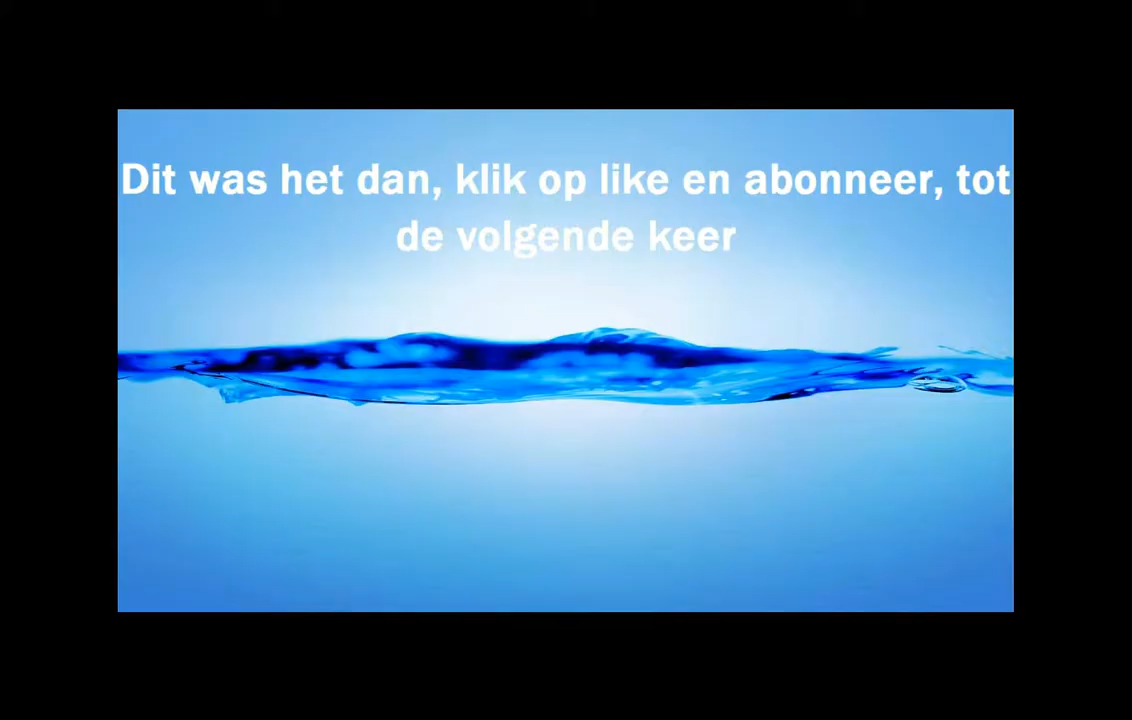 Dit was het dan, klik op like en abonneer, tot
de volgende keer